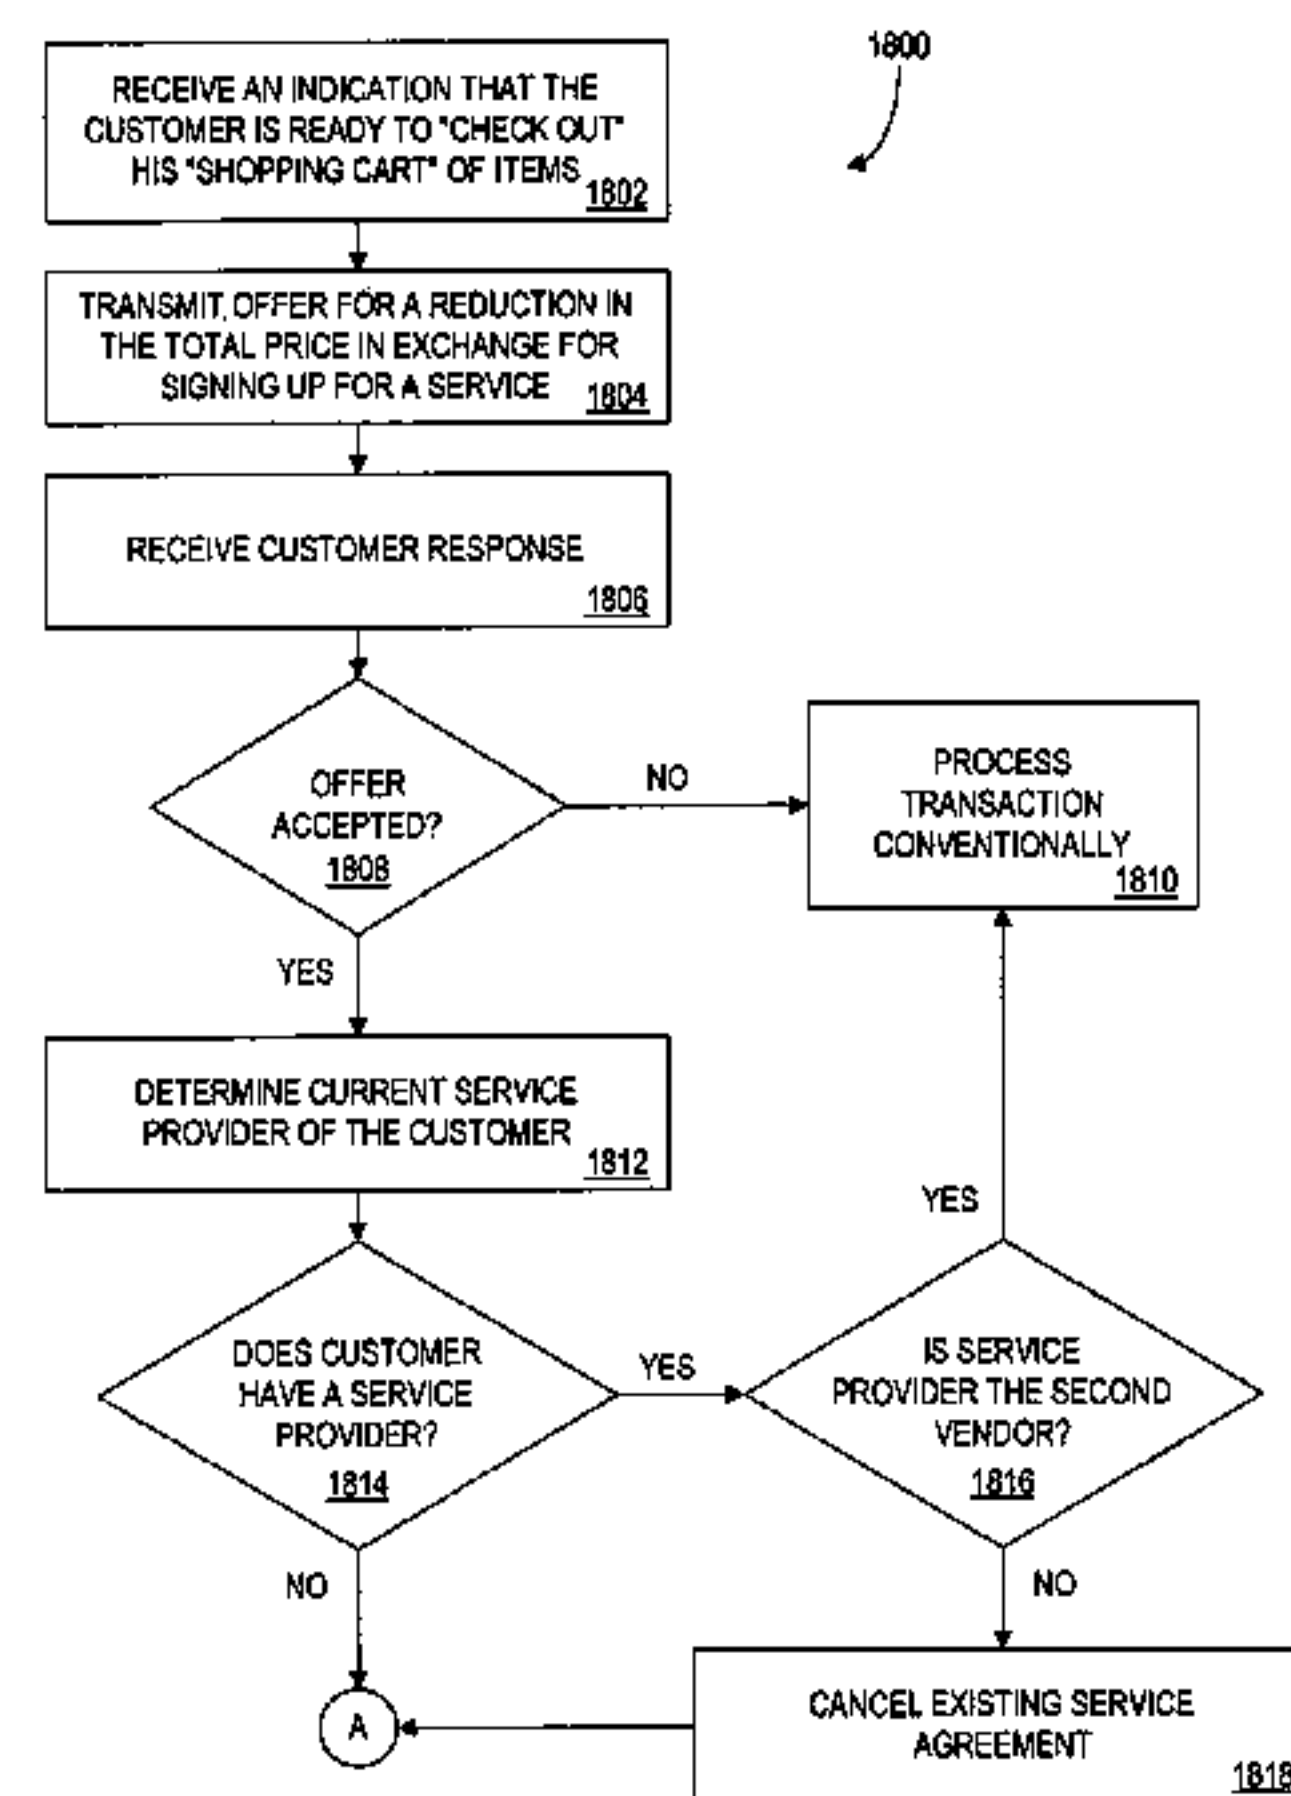 1800
RECEIVE AN INDICATION THAT THE
CUSTOMER IS READY TO "CHECK OUT"
HIS "SHOPPING CART" OF ITEMS
1802
TRANSMIT OFFER FOR A REDUCTION IN
THE TOTAL PRICE IN EXCHANGE FOR
SIGNING UP FOR A SERVICE
1804
RECEIVE CUSTOMER RESPONSE
1806
OFFER
ACCEPTED?
1808
NO
PROCESS
TRANSACTION
CONVENTIONALLY
1810
YES
DETERMINE CURRENT SERVICE
PROVIDER OF THE CUSTOMER
1812
DOES CUSTOMER
HAVE A SERVICE
PROVIDER?
1814
YES
IS SERVICE
PROVIDER THE SECOND
VENDOR?
1816
YES
NO
NO
A
CANCEL EXISTING SERVICE
AGREEMENT
1818